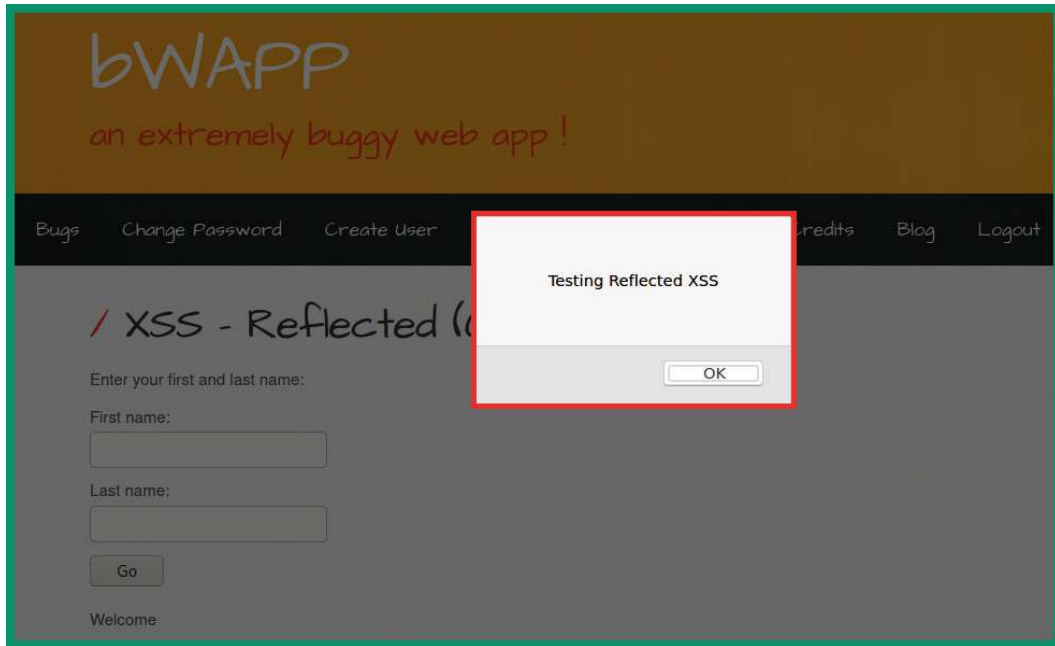 bWAPP
an extremely buggy web app !
Bugs Change Password Create User Credits Blog Logout
Testing Reflected XSS
OK
/ XSS - Reflected (
Enter your first and last name:
First name:
Last name:
Go
Welcome